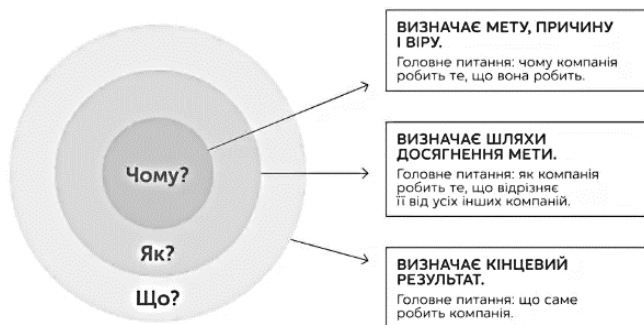 Чому?
Як?
Що?
ВИЗНАЧАЄ МЕТУ, ПРИЧИНУ
І ВІРУ.
Головне питання: чому компанія
робить те, що вона робить.
ВИЗНАЧАЄ ШЛЯХИ
ДОСЯГНЕННЯ МЕТИ.
Головне питання: як компанія
робить те, що відрізняє
її від усіх інших компаній.
ВИЗНАЧАЄ КІНЦЕВИЙ
РЕЗУЛЬТАТ.
Головне питання: що саме
робить компанія.